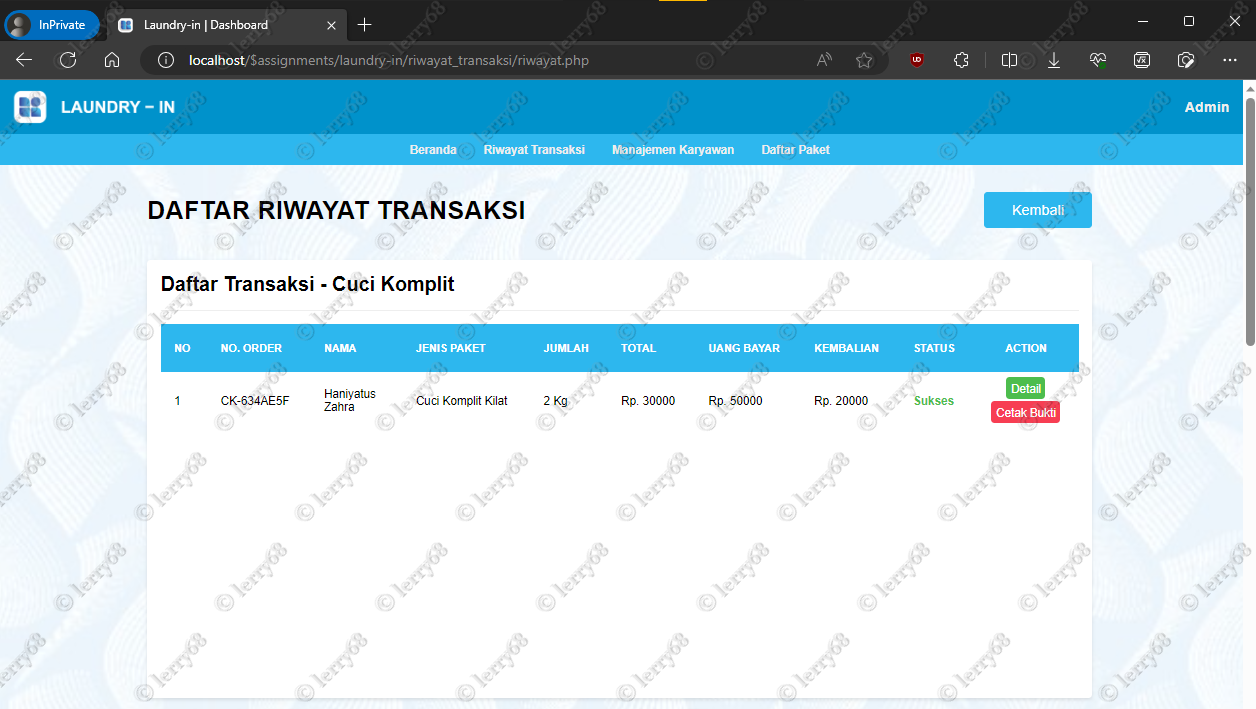 InPrivate
Laundry-in | Dashboard
localhost/$assignments/laundry-in/riwayat_transaksi/riwayat.php
LAUNDRY – IN
Admin
Beranda Riwayat Transaksi Manajemen Karyawan Daftar Paket
DAFTAR RIWAYAT TRANSAKSI
Kembali
Daftar Transaksi - Cuci Komplit
NO NO. ORDER NAMA JENIS PAKET JUMLAH TOTAL UANG BAYAR KEMBALIAN STATUS ACTION
1 CK-634AE5F Haniyatus Zahra Cuci Komplit Kilat 2 Kg Rp. 30000 Rp. 50000 Rp. 20000 Sukses Detail
Cetak Bukti
© lerry68